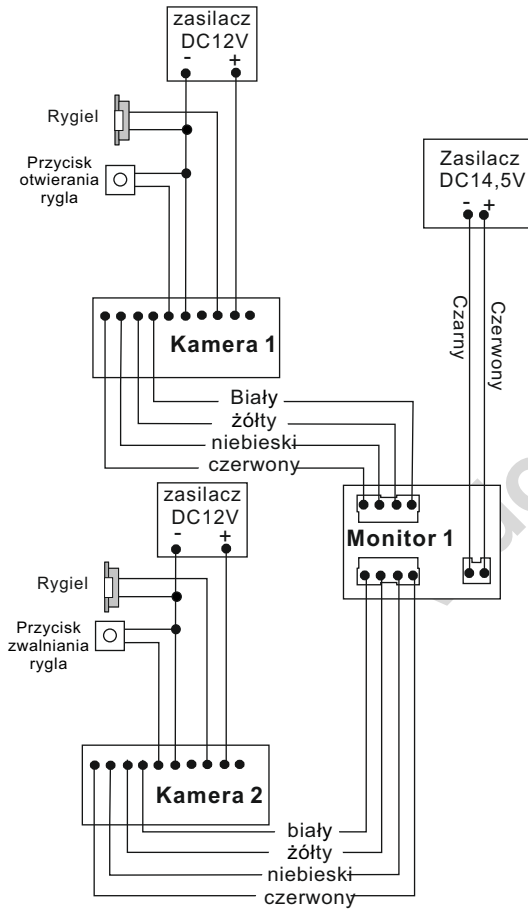 zasilacz
DC12V
- +
Rygiel
Przycisk
otwierania
rygla
Zasilacz
DC14,5V
- +
Czarny
Czerwony
Kamera 1
Biały
żółty
niebieski
czerwony
zasilacz
DC12V
- +
Monitor 1
Rygiel
Przycisk
zwalniania
rygla
Kamera 2
biały
żółty
niebieski
czerwony